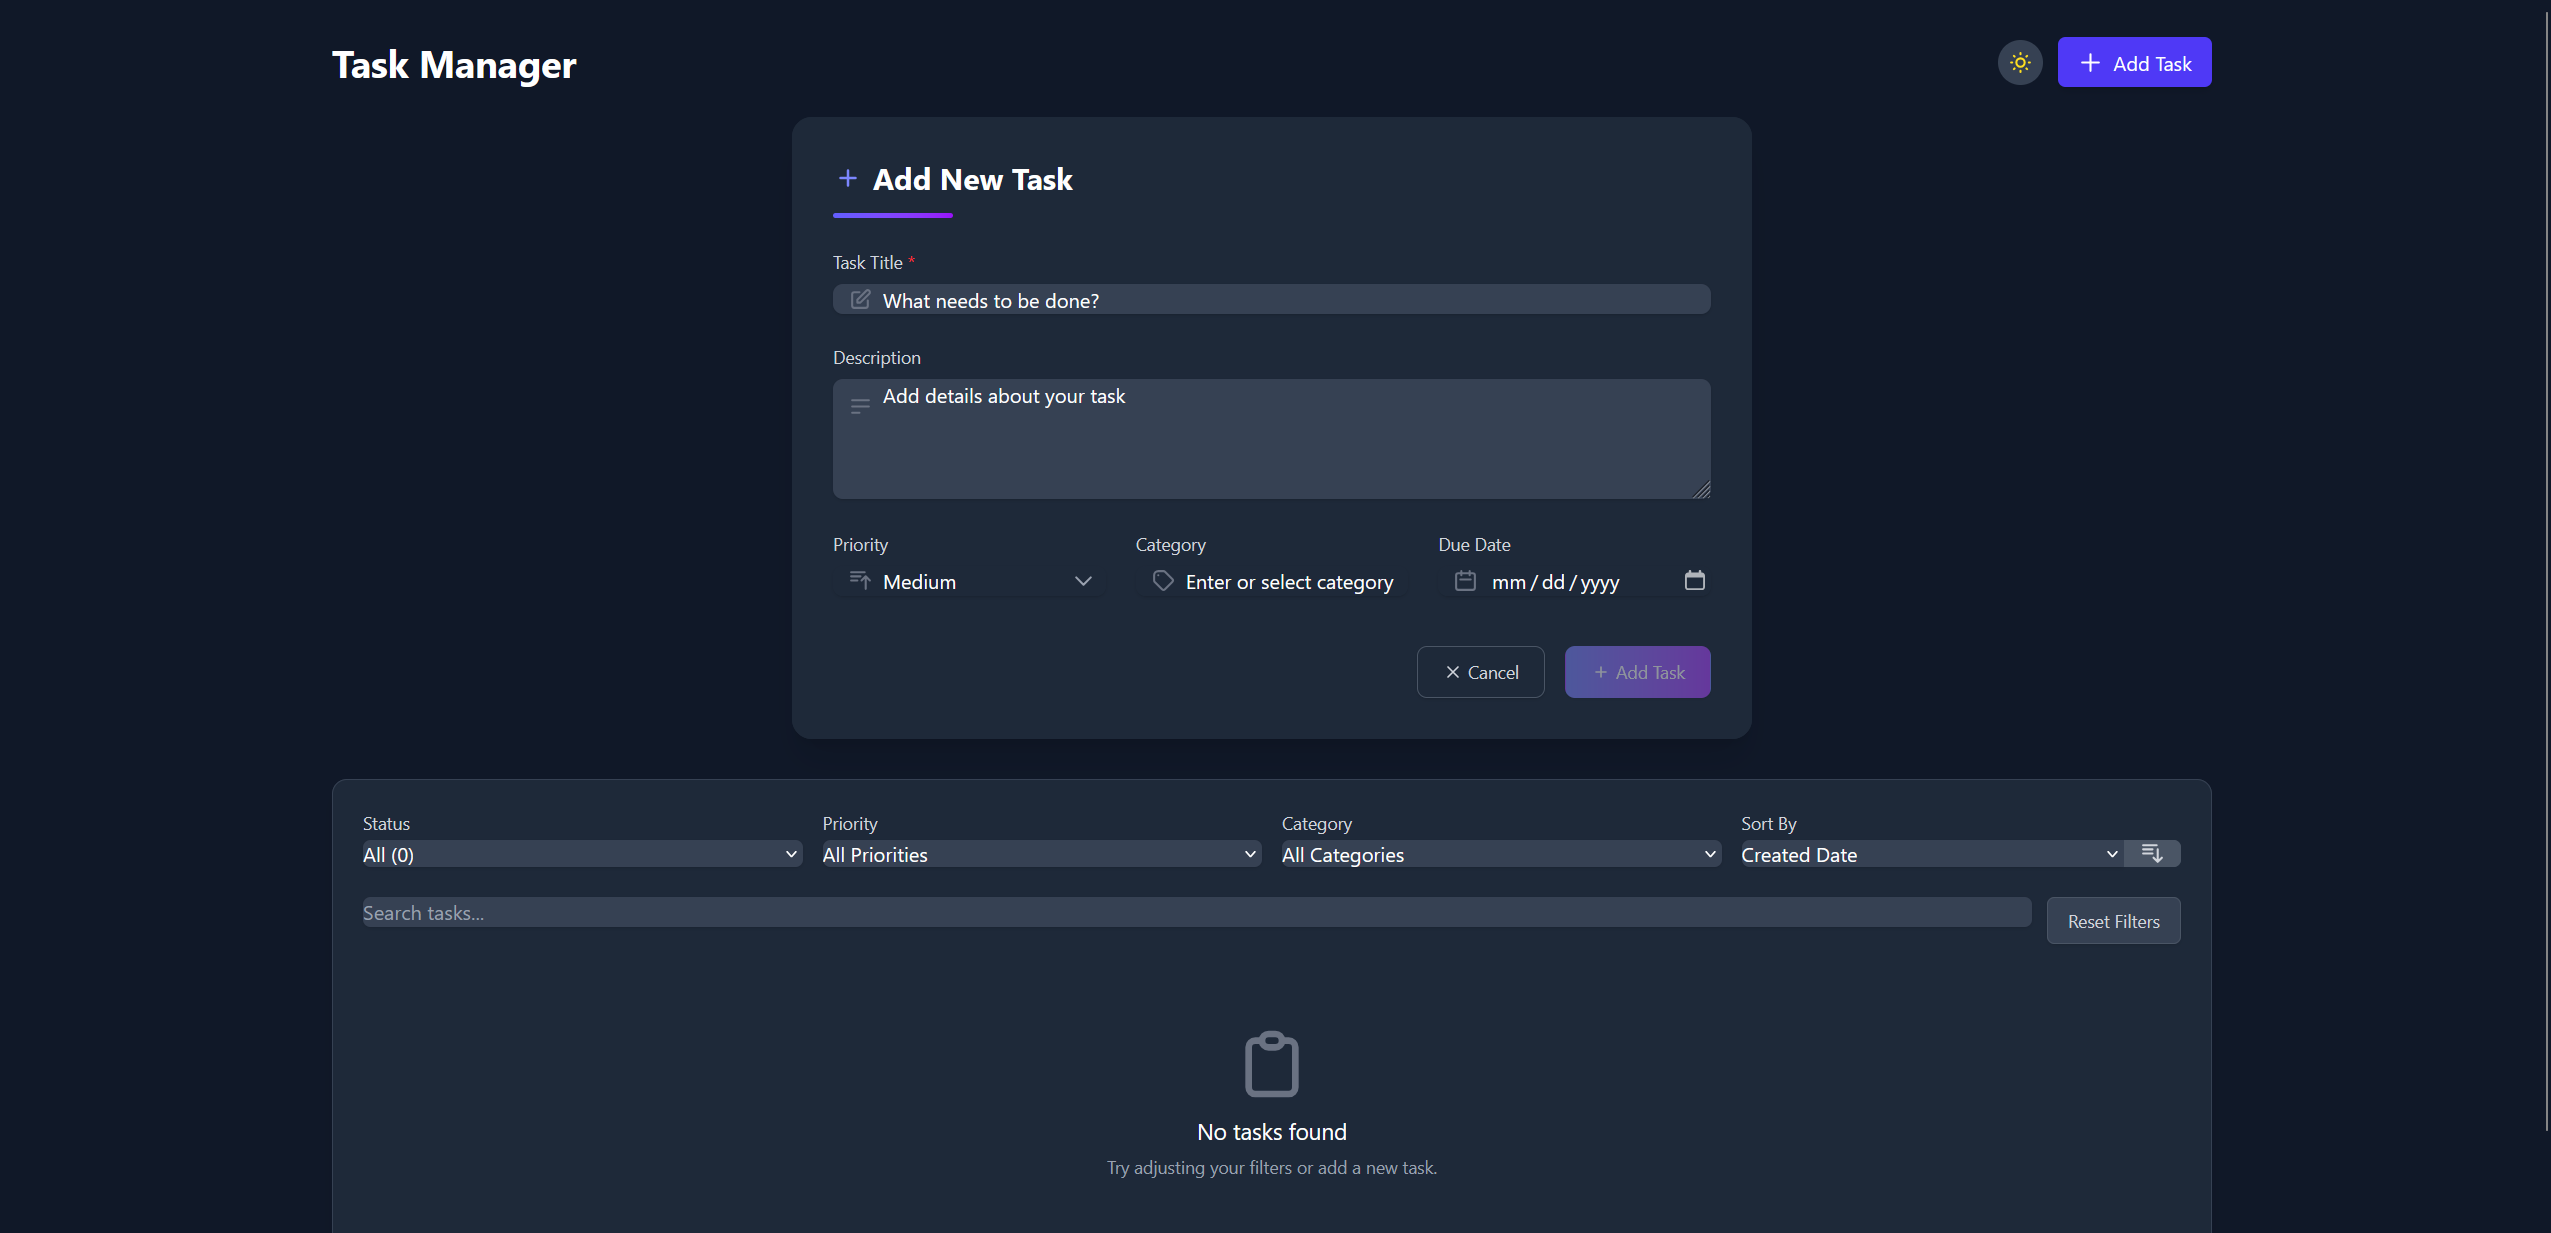 Task Manager
Add Task
Add New Task
Task Title *
What needs to be done?
Description
Add details about your task
Priority Category Due Date
Medium Enter or select category mm/dd/yyyy
Cancel Add Task
Status Priority Category Sort By
All (0) All Priorities All Categories Created Date
Search tasks...
Reset Filters
No tasks found
Try adjusting your filters or add a new task.